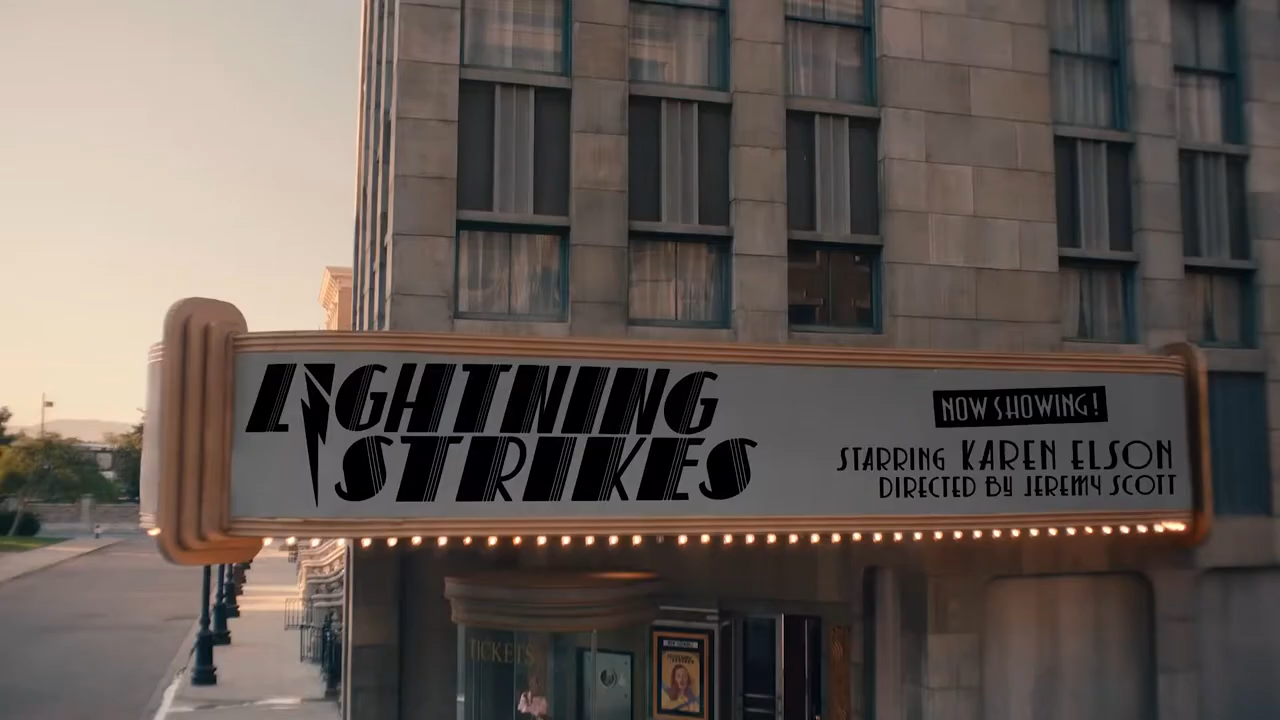 LIGHTNING
STRIKES
NOW SHOWING!
STARRING KAREN ELSON
DIRECTED BY JEREMY SCOTT
TICKETS